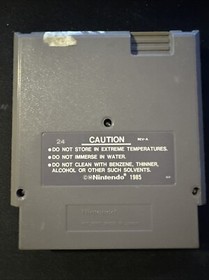 24
CAUTION
REV-A
●DO NOT STORE IN EXTREME TEMPERATURES.
●DO NOT IMMERSE IN WATER.
●DO NOT CLEAN WITH BENZENE, THINNER,
ALCOHOL OR OTHER SUCH SOLVENTS.
©®Nintendo® 1985